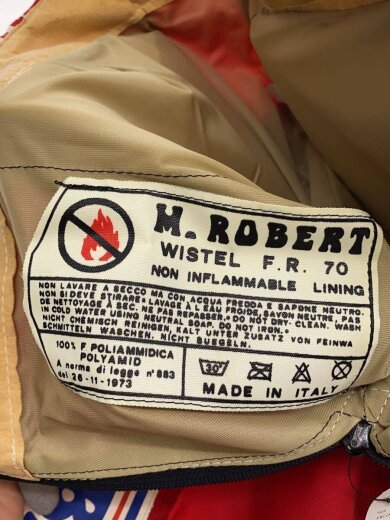 M. ROBERT
WISTEL F.R. 70
NON INFLAMMABLE LINING
NON LAVARE A SECCO MA CON ACQUA FREDDA E SAPONE NEUTRO.
NON SI DEVE STIRARE: LAVAGE A L'EAU FROIDE, SAVON NEUTRE, PAS
DE NETTOYAGE A SEC. NE PAS REPASSER. DO NOT DRY-CLEAN. WASH
IN COLD WATER USING NEUTRAL SOAP. DO NOT IRON.
NICHT CHEMISCH REINIGEN, KALT UNTER ZUSATZ VON FEINWA
SCHMITTELN WASCHEN. NICHT BUEGELN.
100% F POLIAMMIDICA
POLYAMID
A norma di legge n° 883
del 26-11-1973
30°
MADE IN ITALY